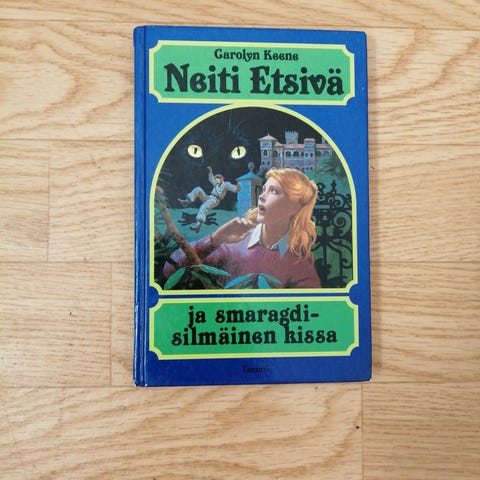 Carolyn Keene
Neiti Etsivä
ja smaragdi-
silmäinen kissa
Tammi